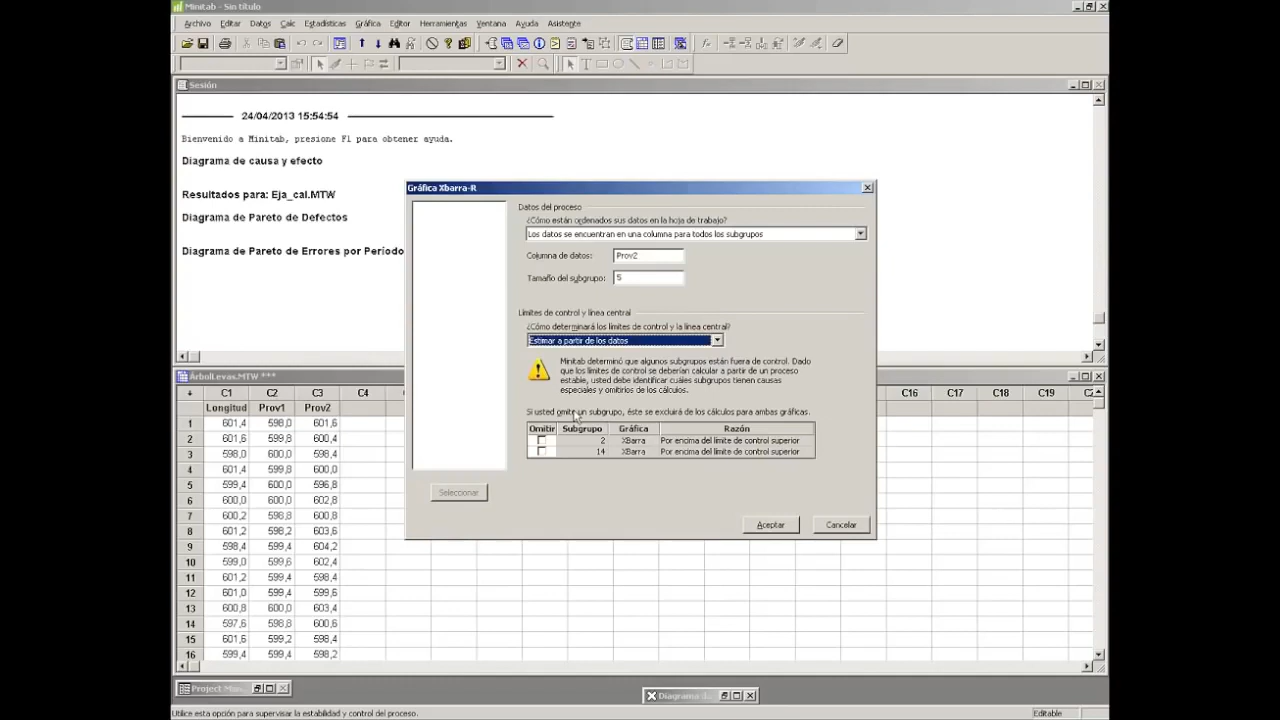 Minitab - Sin título
Archivo Editar Datos Calc Estadísticas Gráfica Editor Herramientas Ventana Ayuda Asistente
Sesión
24/04/2013 15:54:54
Bienvenido a Minitab, presione F1 para obtener ayuda.
Diagrama de causa y efecto
Resultados para: Eja_cal.MTW
Diagrama de Pareto de Defectos
Diagrama de Pareto de Errores por Período
Gráfica Xbarra-R
Datos del proceso
¿Cómo están ordenados sus datos en la hoja de trabajo?
Los datos se encuentran en una columna para todos los subgrupos
Columna de datos: Prov2
Tamaño del subgrupo: 5
Límites de control y línea central
¿Cómo determinará los límites de control y la línea central?
Estimar a partir de los datos
Minitab determinó que algunos subgrupos están fuera de control. Dado
que los límites de control se deberían calcular a partir de un proceso
estable, usted debe identificar cuáles subgrupos tienen causas
especiales y omitirlos de los cálculos.
Si usted omite un subgrupo, éste se excluirá de los cálculos para ambas gráficas.
Omitir Subgrupo Gráfica Razón
2 XBarra Por encima del límite de control superior
14 XBarra Por encima del límite de control superior
Seleccionar
Aceptar Cancelar
ÁrbolLevas.MTW ***
C1 C2 C3 C4 C16 C17 C18 C19
Longitud Prov1 Prov2
1 601,4 598,0 601,6
2 601,6 599,8 600,4
3 598,0 600,0 598,4
4 601,4 599,8 600,0
5 599,4 600,0 596,8
6 600,0 600,0 602,8
7 600,2 598,8 600,8
8 601,2 598,2 603,6
9 598,4 599,4 604,2
10 599,0 599,6 602,4
11 601,2 599,4 598,4
12 601,0 599,4 599,6
13 600,8 600,0 603,4
14 597,6 598,8 600,6
15 601,6 599,2 598,4
16 599,4 599,4 598,2
Project
Diagrama
Utilice esta opción para supervisar la estabilidad y control del proceso.
Editable